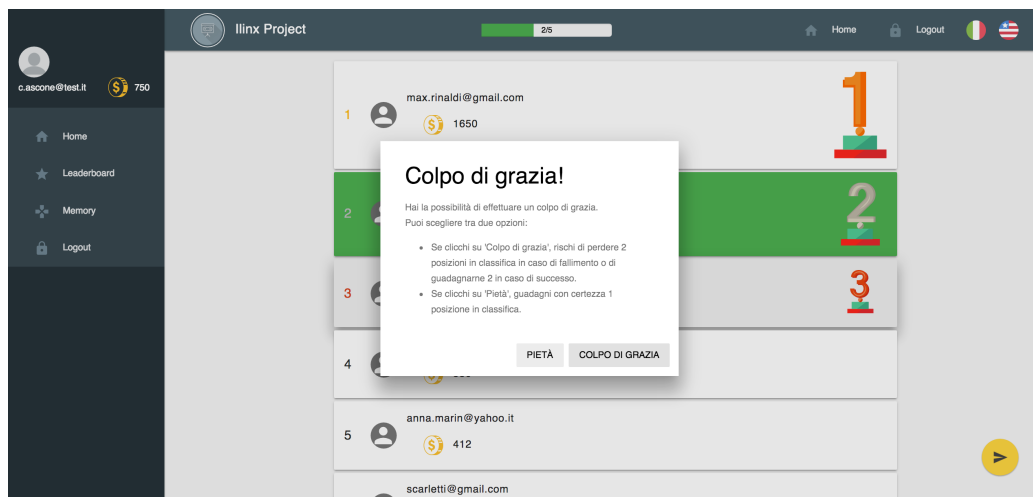 Ilinx Project
2/5
Home
Logout
c.ascone@test.it
750
Home
Leaderboard
Memory
Logout
1
max.rinaldi@gmail.com
1650
1
2
2
3
3
4
5
anna.marin@yahoo.it
412
scarletti@gmail.com
Colpo di grazia!
Hai la possibilità di effettuare un colpo di grazia.
Puoi scegliere tra due opzioni:
Se clicchi su 'Colpo di grazia', rischi di perdere 2
posizioni in classifica in caso di fallimento o di
guadagnarne 2 in caso di successo.
Se clicchi su 'Pietà', guadagni con certezza 1
posizione in classifica.
PIETÀ
COLPO DI GRAZIA